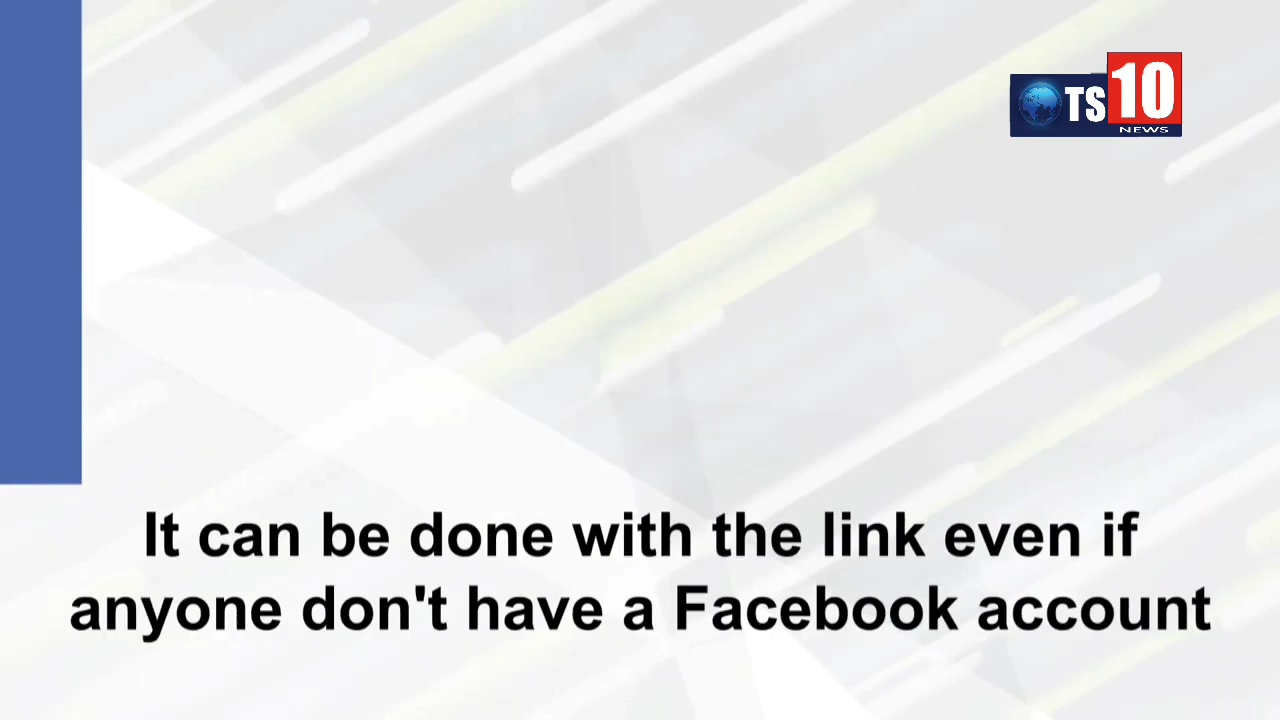 TS 10
NEWS
It can be done with the link even if
anyone don't have a Facebook account